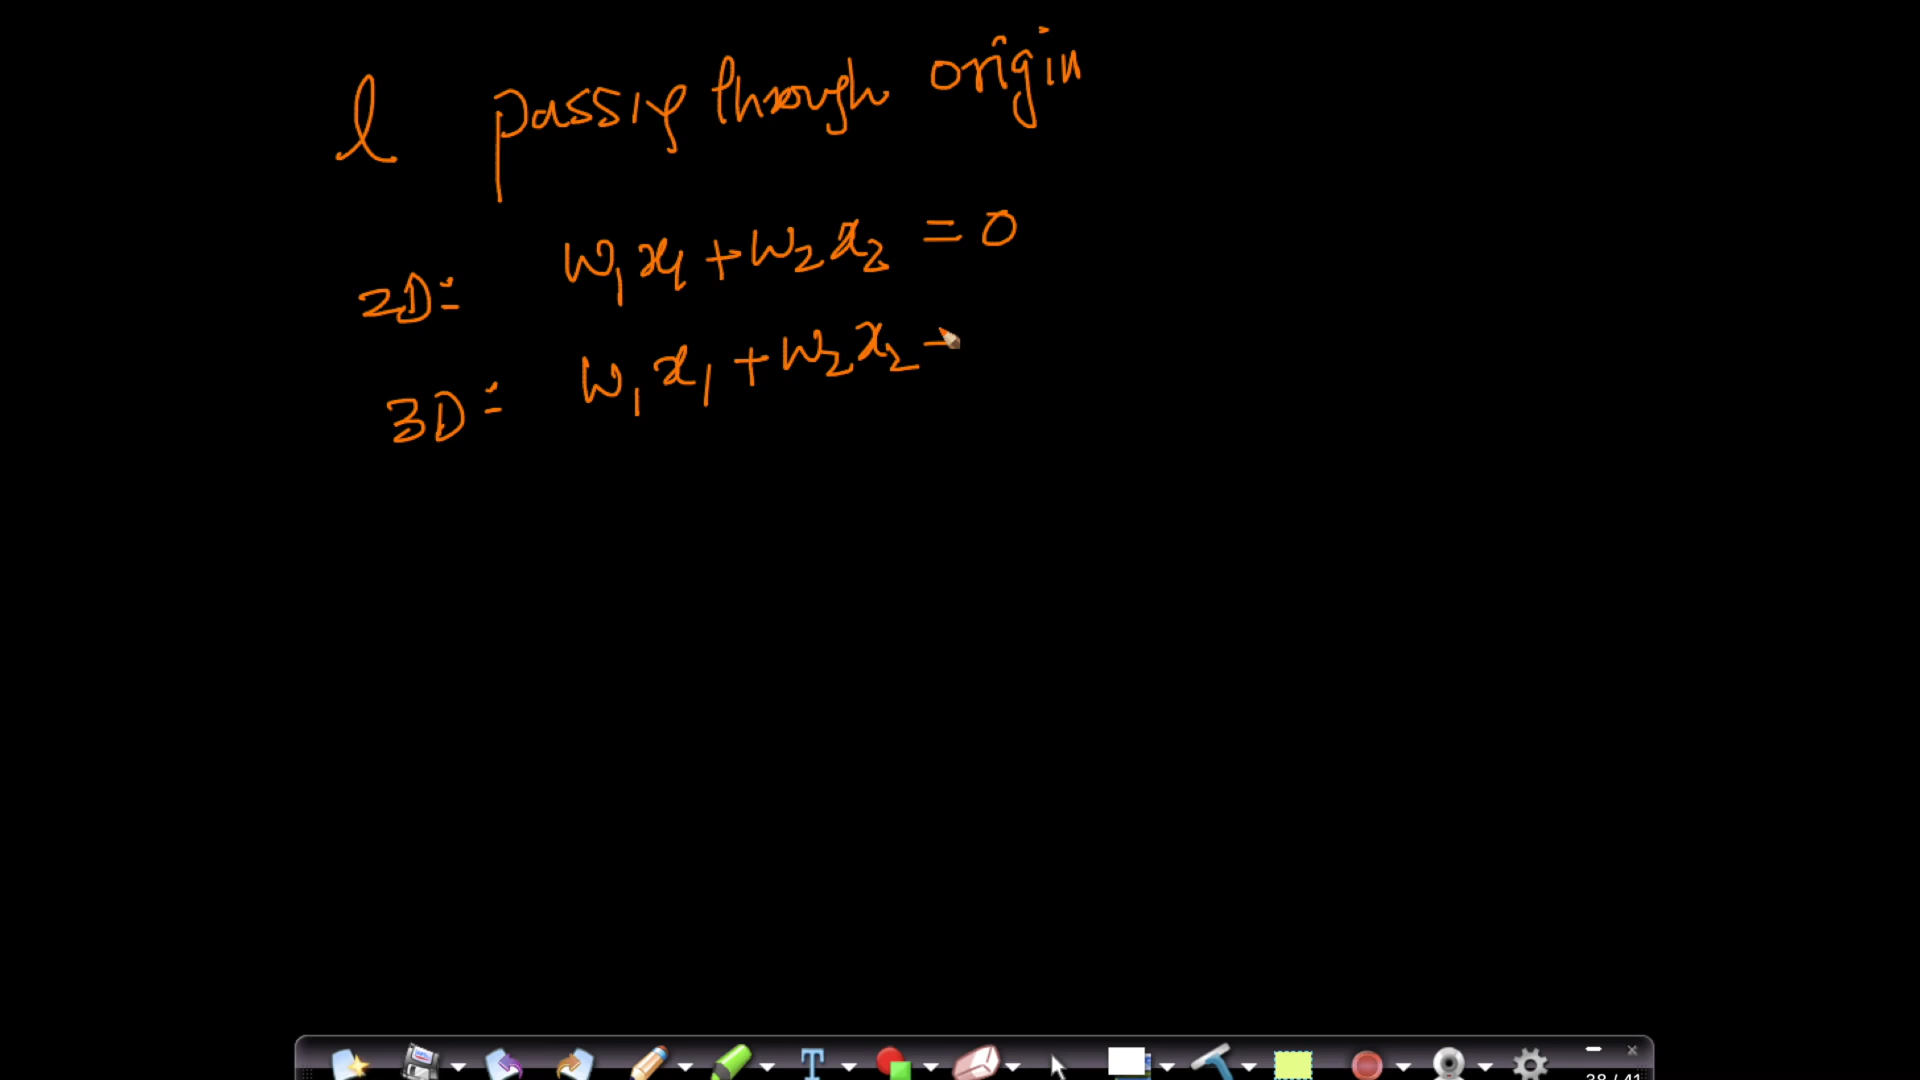 l passing through origin
2D:- w₁x₁ + w₂x₂ = 0
3D:- w₁x₁ + w₂x₂ -